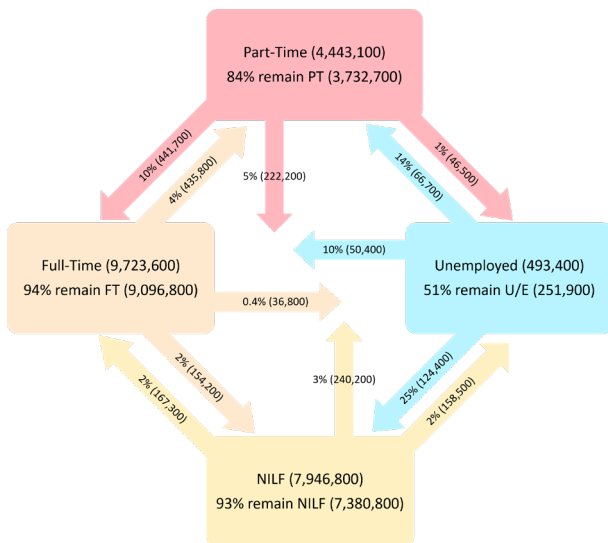 Part-Time (4,443,100)
84% remain PT (3,732,700)
10% (441,700)
4% (435,800)
5% (222,200)
14% (66,700)
1% (46,500)
10% (50,400)
Full-Time (9,723,600)
94% remain FT (9,096,800)
Unemployed (493,400)
51% remain U/E (251,900)
0.4% (36,800)
2% (167,300)
2% (154,200)
3% (240,200)
25% (124,400)
2% (158,500)
NILF (7,946,800)
93% remain NILF (7,380,800)